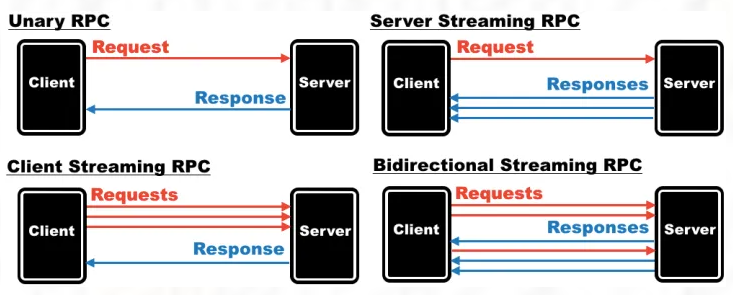 Unary RPC
Request
Client
Server
Response
Server Streaming RPC
Request
Client
Responses
Server
Client Streaming RPC
Requests
Client
Server
Response
Bidirectional Streaming RPC
Requests
Client
Responses
Server